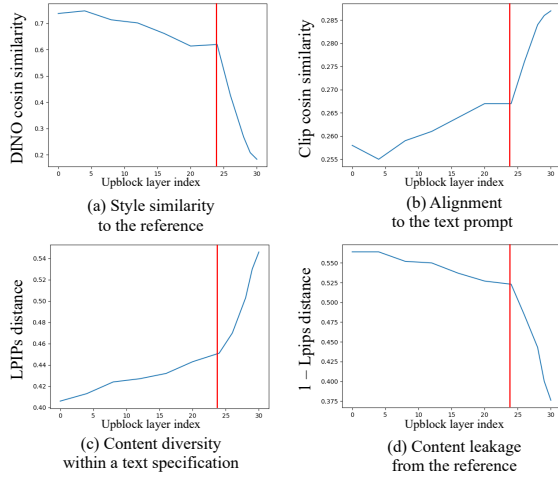 DINO cosin similarity
0.7
0.6
0.5
0.4
0.3
0.2
0 5 10 15 20 25 30
Upblock layer index
(a) Style similarity
to the reference
Clip cosin similarity
0.285
0.280
0.275
0.270
0.265
0.260
0.255
0 5 10 15 20 25 30
Upblock layer index
(b) Alignment
to the text prompt
LPIPs distance
0.54
0.52
0.50
0.48
0.46
0.44
0.42
0.40
0 5 10 15 20 25 30
Upblock layer index
(c) Content diversity
within a text specification
1 − Lpips distance
0.550
0.525
0.500
0.475
0.450
0.425
0.400
0.375
0 5 10 15 20 25 30
Upblock layer index
(d) Content leakage
from the reference